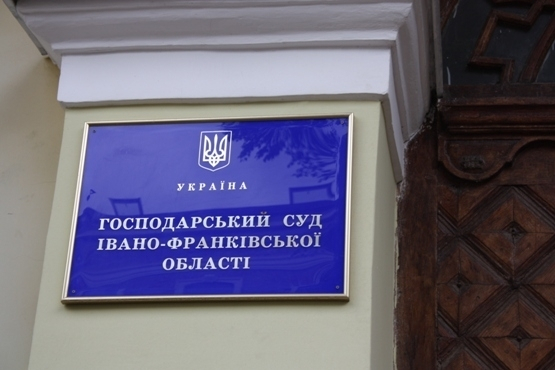 УКРАЇНА
ГОСПОДАРСЬКИЙ СУД
ІВАНО-ФРАНКІВСЬКОЇ
ОБЛАСТІ